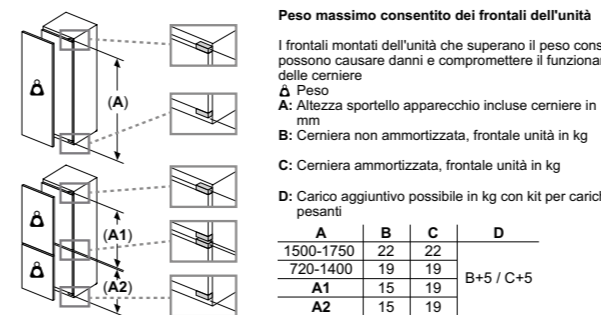 Peso massimo consentito dei frontali dell'unità
I frontali montati dell'unità che superano il peso
possono causare danni e compromettere il
delle cerniere
Peso
A: Altezza sportello apparecchio incluse cerniere in
mm
B: Cerniera non ammortizzata, frontale unità in kg
C: Cerniera ammortizzata, frontale unità in kg
D: Carico aggiuntivo possibile in kg con kit per
pesanti
A B C D
1500-1750 22 22
720-1400 19 19
B+5 / C+5
A1 15 19
A2 15 19
(A)
(A1)
(A2)